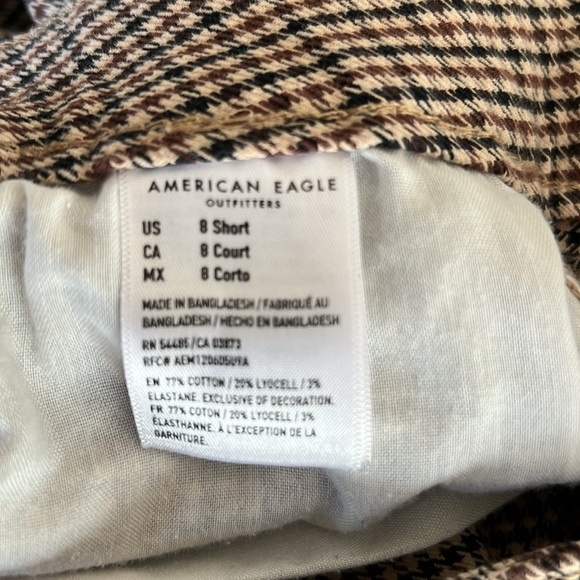 AMERICAN EAGLE
OUTFITTERS
US 8 Short
CA 8 Court
MX 8 Corto
MADE IN BANGLADESH / FABRIQUÉ AU
BANGLADESH / HECHO EN BANGLADESH
RN 54485/CA 03873
RFC# AEM1206050YA
EN 77% COTTON / 20% LYOCELL / 3%
ELASTANE. EXCLUSIVE OF DECORATION.
FR 77% COTON / 20% LYOCELL / 3%
ÉLASTHANNE. À L'EXCEPTION DE LA
GARNITURE.